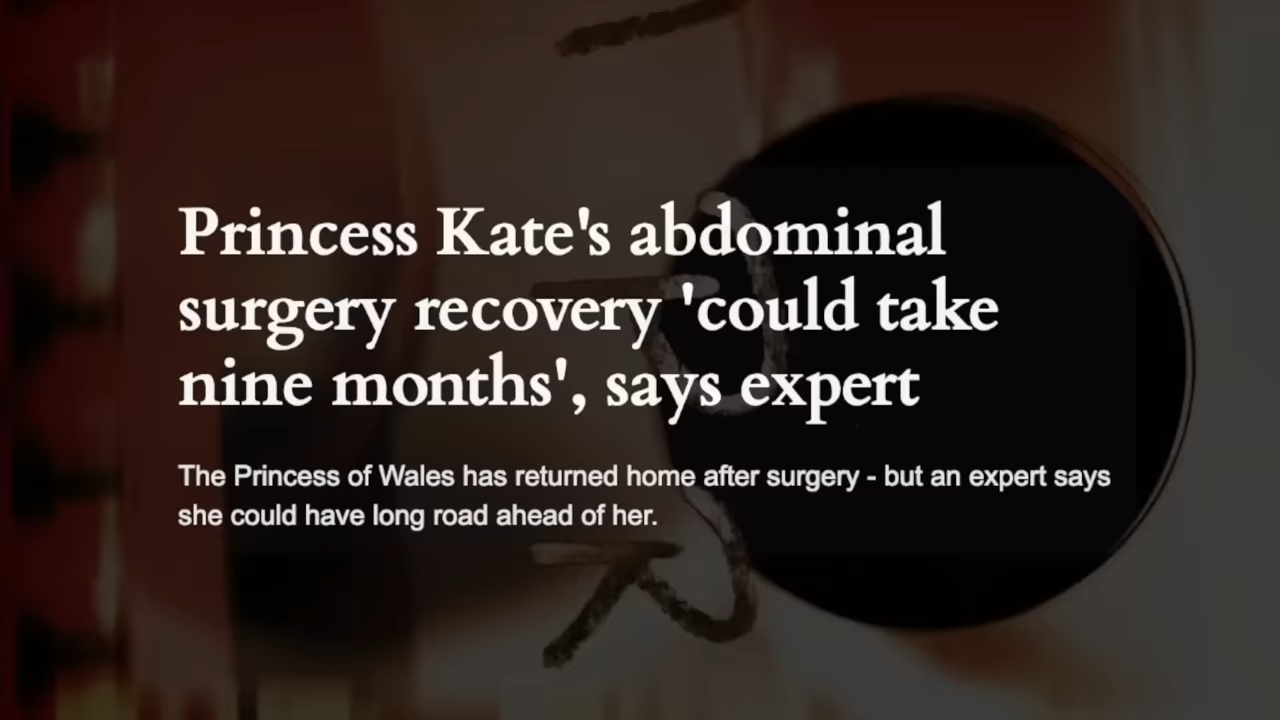 Princess Kate's abdominal
surgery recovery 'could take
nine months', says expert
The Princess of Wales has returned home after surgery - but an expert says
she could have long road ahead of her.